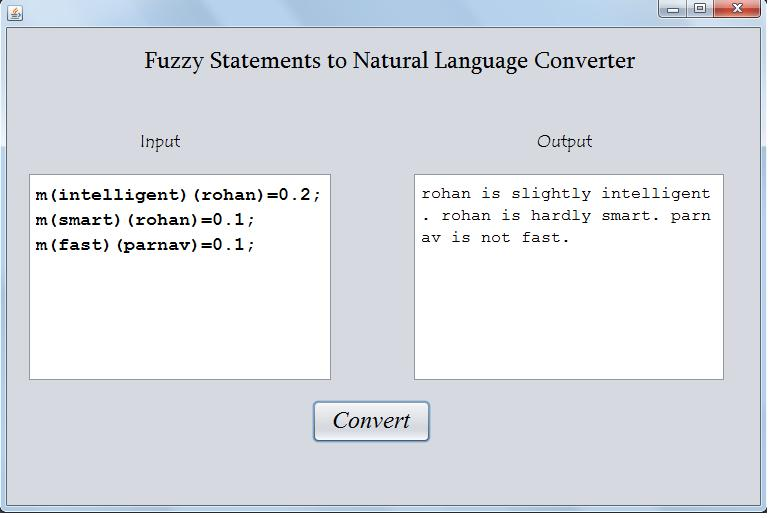 Fuzzy Statements to Natural Language Converter
Input
Output
m(intelligent)(rohan)=0.2;
m(smart)(rohan)=0.1;
m(fast)(parnav)=0.1;
rohan is slightly intelligent
. rohan is hardly smart. parn
av is not fast.
Convert